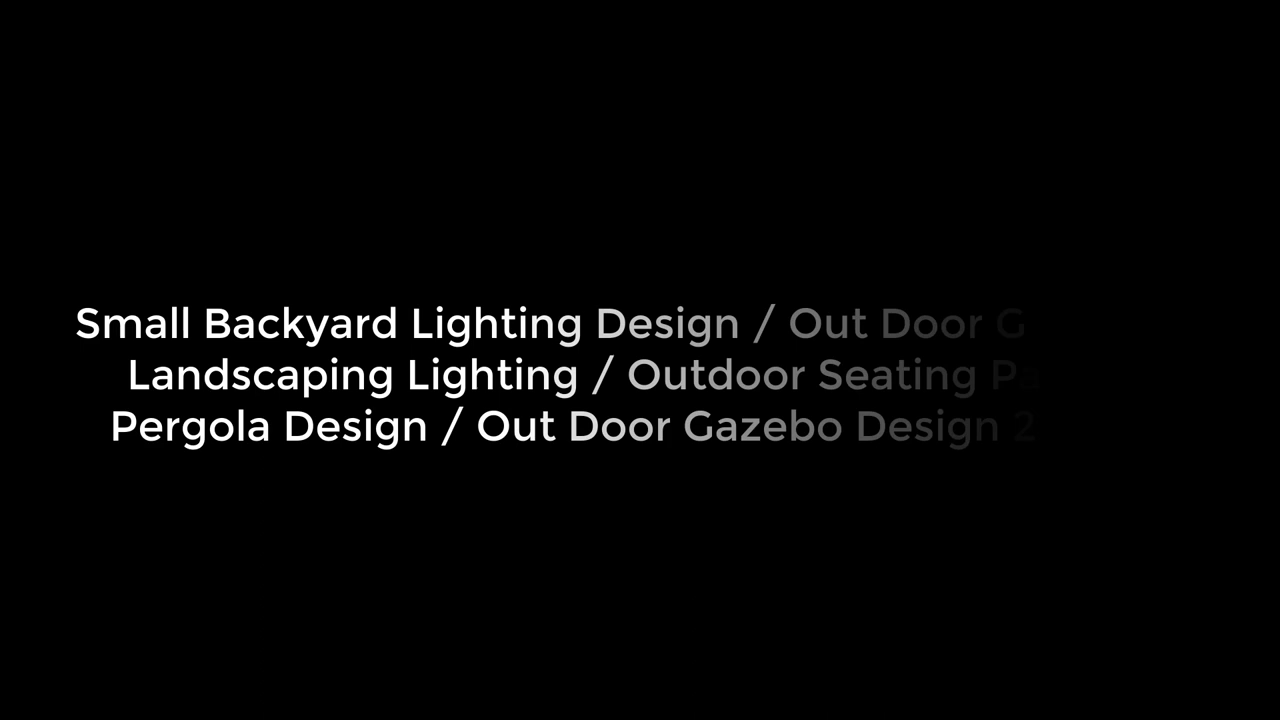 Small Backyard Lighting Design / Out Door
Landscaping Lighting / Outdoor Seating
Pergola Design / Out Door Gazebo Design